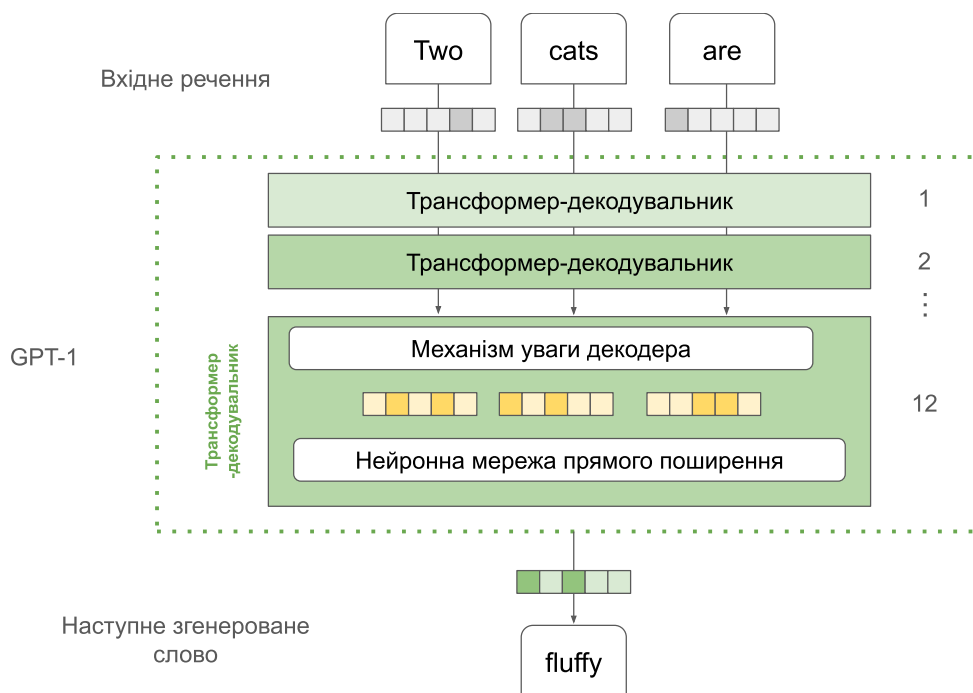 Two
cats
are
Вхідне речення
Трансформер-декодувальник
1
Трансформер-декодувальник
2
⋮
GPT-1
Трансформер
-декодувальник
Механізм уваги декодера
12
Нейронна мережа прямого поширення
Наступне згенероване
слово
fluffy